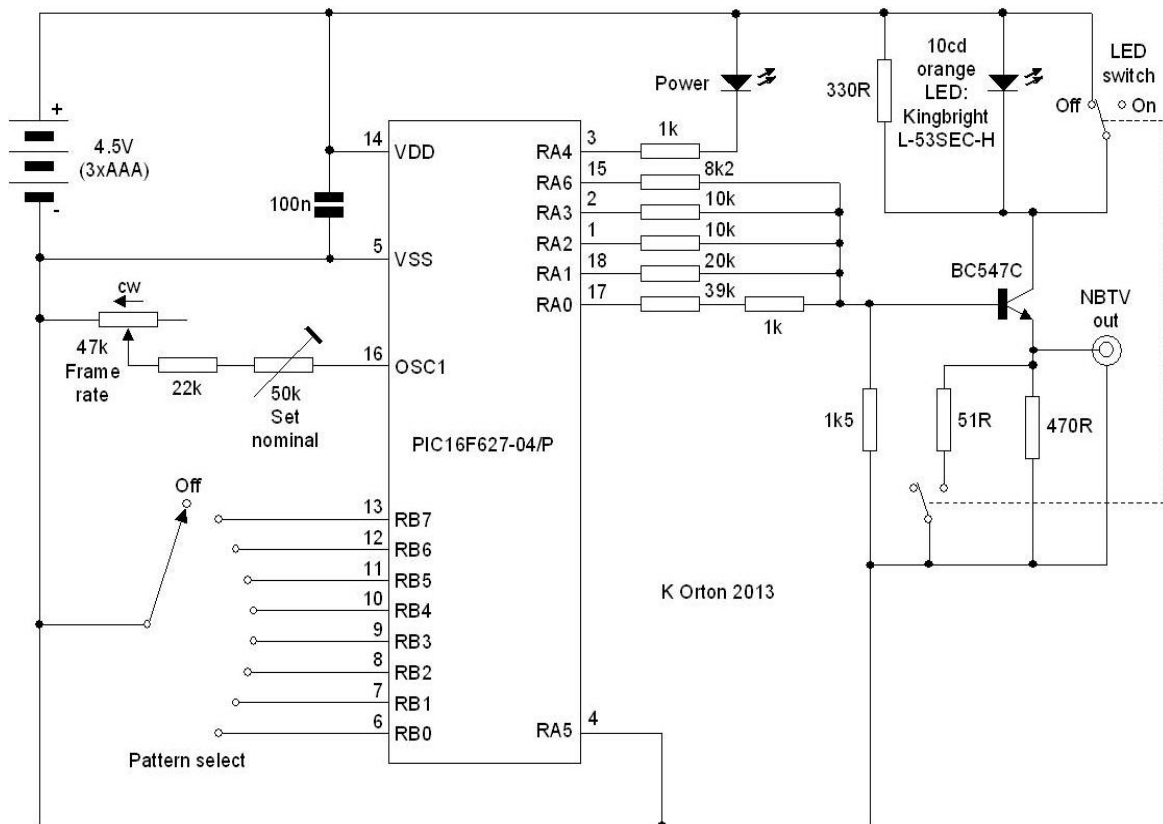 +
4.5V
(3xAAA)
-
100n
14
VDD
5
VSS
cw
47k
Frame
rate
22k
50k
Set
nominal
16
OSC1
PIC16F627-04/P
Off
13
RB7
12
RB6
11
RB5
10
RB4
9
RB3
8
RB2
7
RB1
6
RB0
Pattern select
Power
RA4
3
1k
RA6
15
8k2
RA3
2
10k
RA2
1
10k
RA1
18
20k
RA0
17
39k
1k
RA5
4
330R
10cd
orange
LED:
Kingbright
L-53SEC-H
LED
switch
Off
On
BC547C
NBTV
out
1k5
51R
470R
K Orton 2013